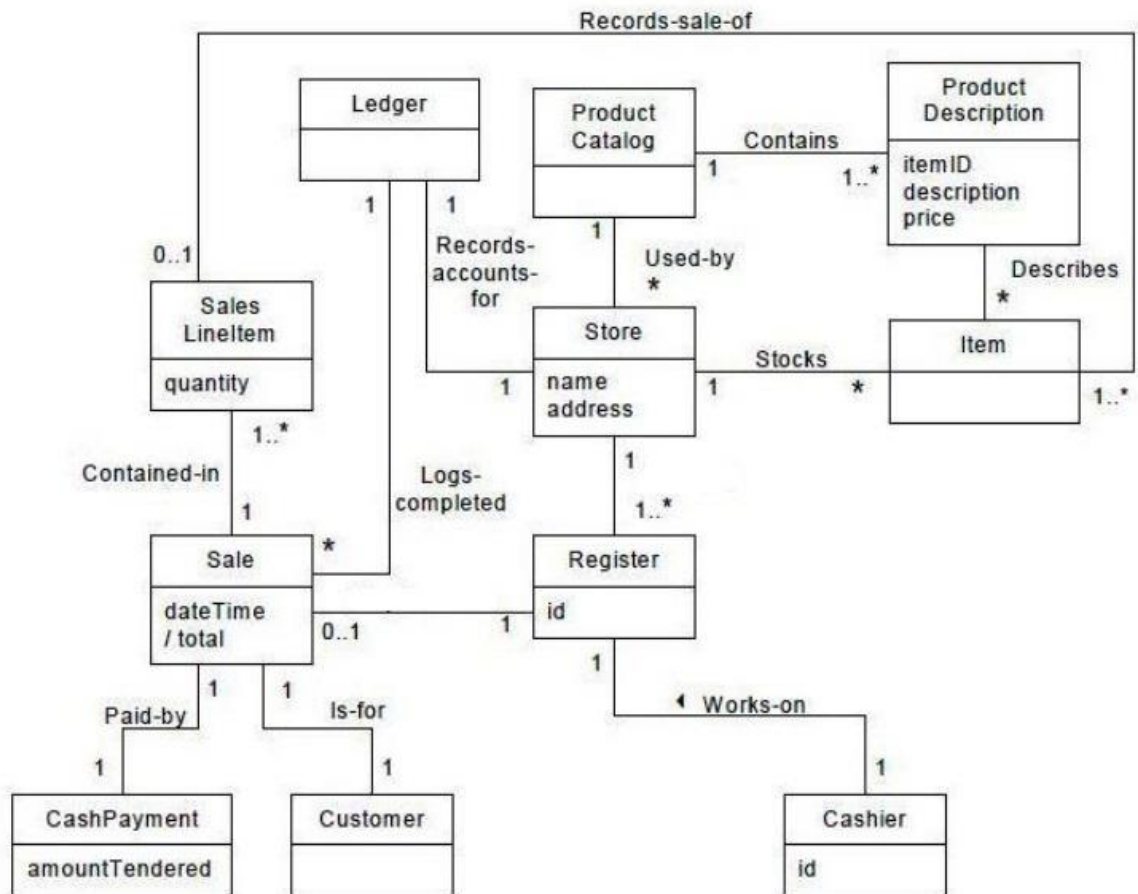 Records-sale-of
Ledger
Product
Catalog
Product
Description
itemID
description
price
Contains
1
1..*
1
1
1
0..1
Records-
accounts-
for
Used-by
*
Describes
*
Sales
LineItem
quantity
Store
name
address
Item
Stocks
1
1
*
1..*
1..*
Contained-in
1
Logs-
completed
*
1
1..*
Sale
dateTime
/ total
Register
id
0..1
1
1
1
1
Paid-by
Is-for
Works-on
1
1
1
CashPayment
amountTendered
Customer
Cashier
id